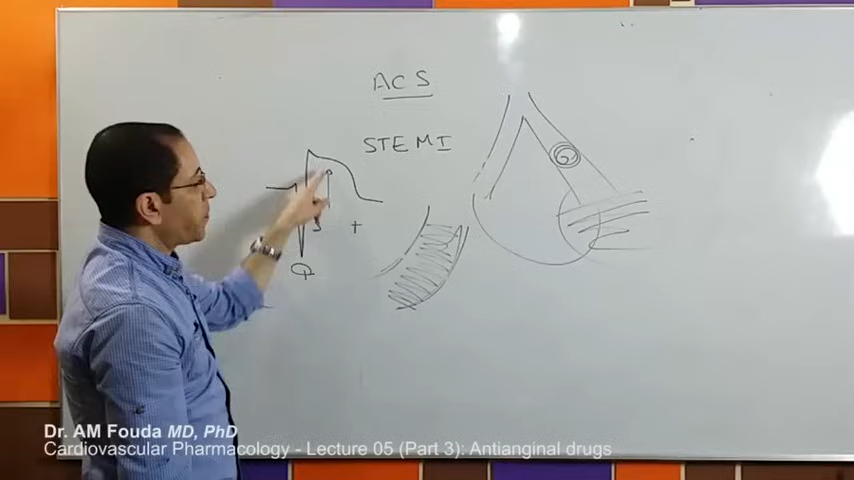 ACS
STEMI
+
Q
Dr. AM Fouda MD, PhD
Cardiovascular Pharmacology - Lecture 05 (Part 3): Antianginal drugs